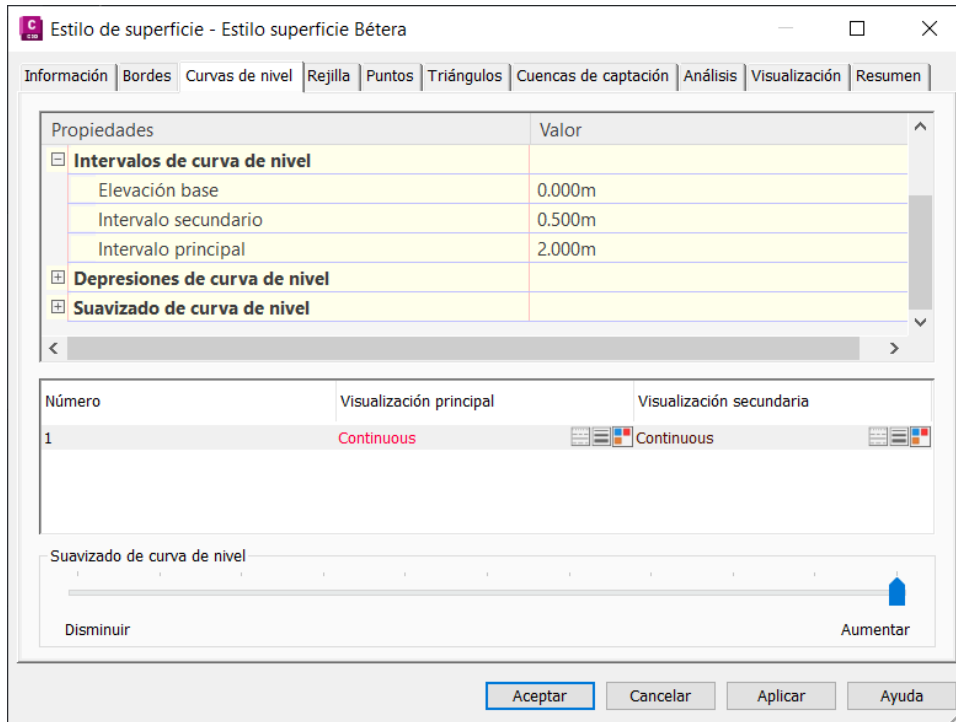 C
C3D
Estilo de superficie - Estilo superficie Bétera
Información Bordes Curvas de nivel Rejilla Puntos Triángulos Cuencas de captación Análisis Visualización Resumen
Propiedades Valor
Intervalos de curva de nivel
Elevación base 0.000m
Intervalo secundario 0.500m
Intervalo principal 2.000m
Depresiones de curva de nivel
Suavizado de curva de nivel
Número Visualización principal Visualización secundaria
1 Continuous Continuous
Suavizado de curva de nivel
Disminuir Aumentar
Aceptar Cancelar Aplicar Ayuda